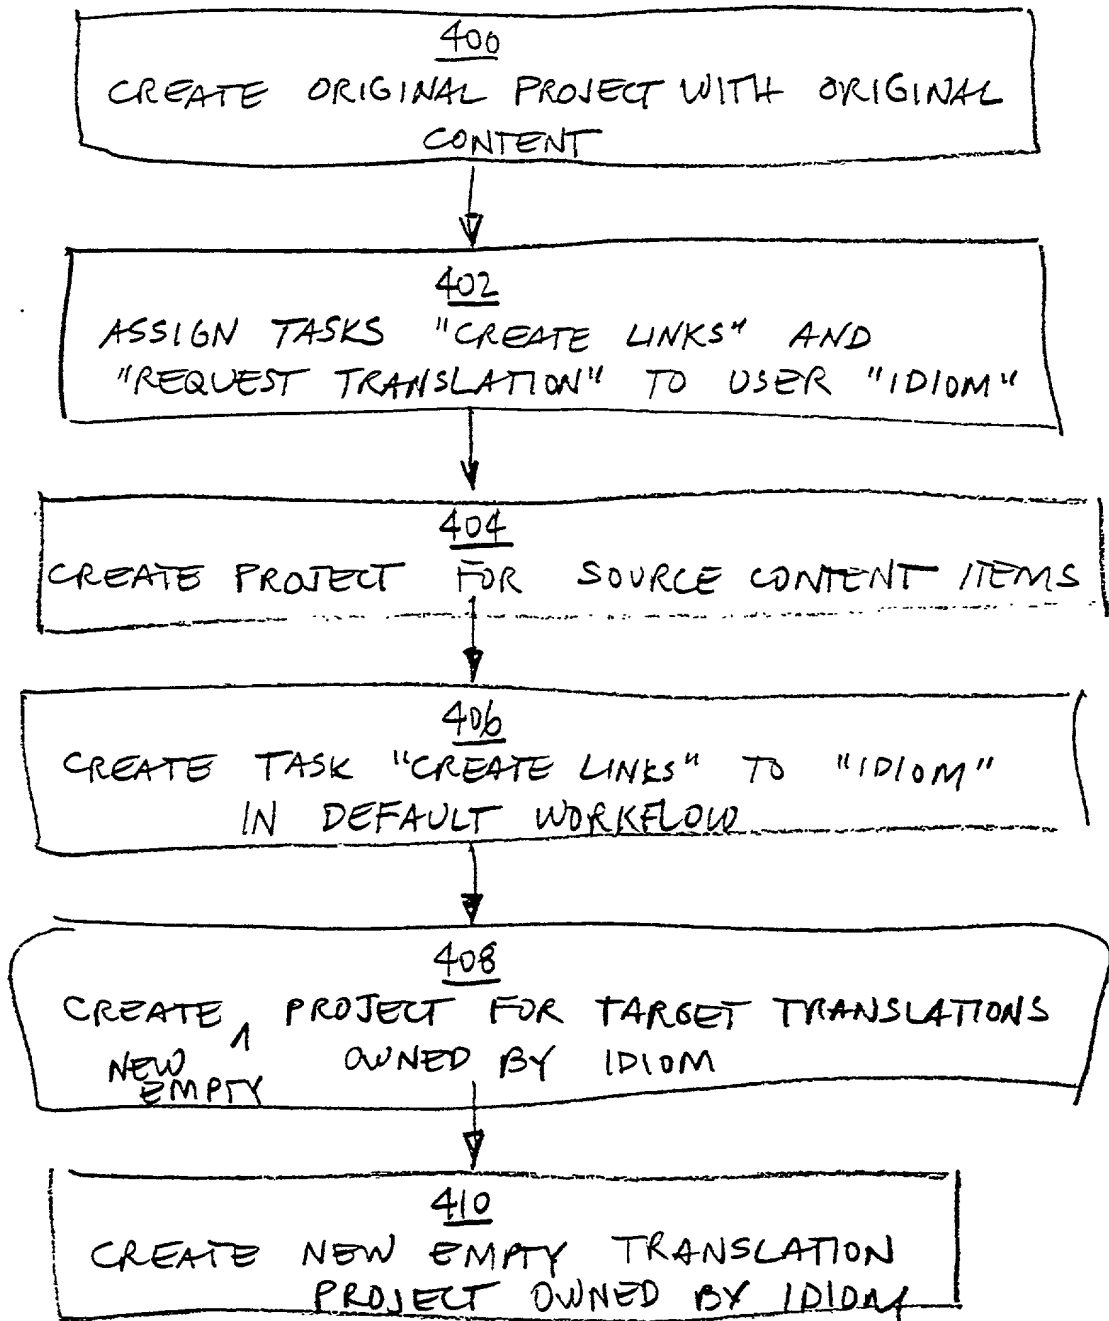 400
CREATE ORIGINAL PROJECT WITH ORIGINAL
CONTENT
402
ASSIGN TASKS "CREATE LINKS" AND
"REQUEST TRANSLATION" TO USER "IDIOM"
404
CREATE PROJECT FOR SOURCE CONTENT ITEMS
406
CREATE TASK "CREATE LINKS" TO "IDIOM"
IN DEFAULT WORKFLOW
408
CREATE ^ PROJECT FOR TARGET TRANSLATIONS
NEW OWNED BY IDIOM
EMPTY
410
CREATE NEW EMPTY TRANSLATION
PROJECT OWNED BY IDIOM